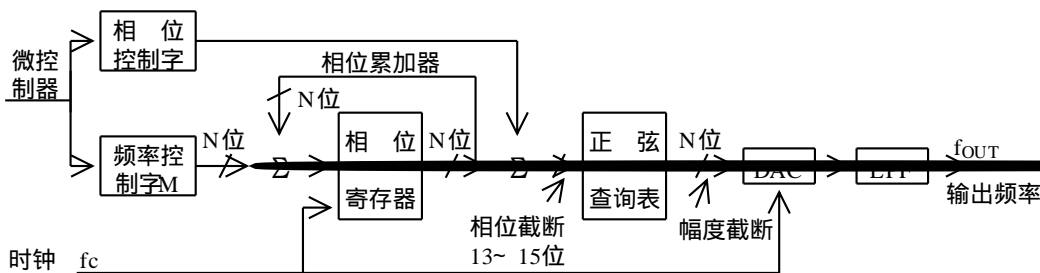 微控
制器
相 位
控制字
相位累加器
N位
N位
频率控
制字M
Σ
相 位
寄存器
N位
Σ
正 弦
查询表
N位
DAC
fOUT
输出频率
相位截断
13~ 15位
幅度截断
时钟 fc